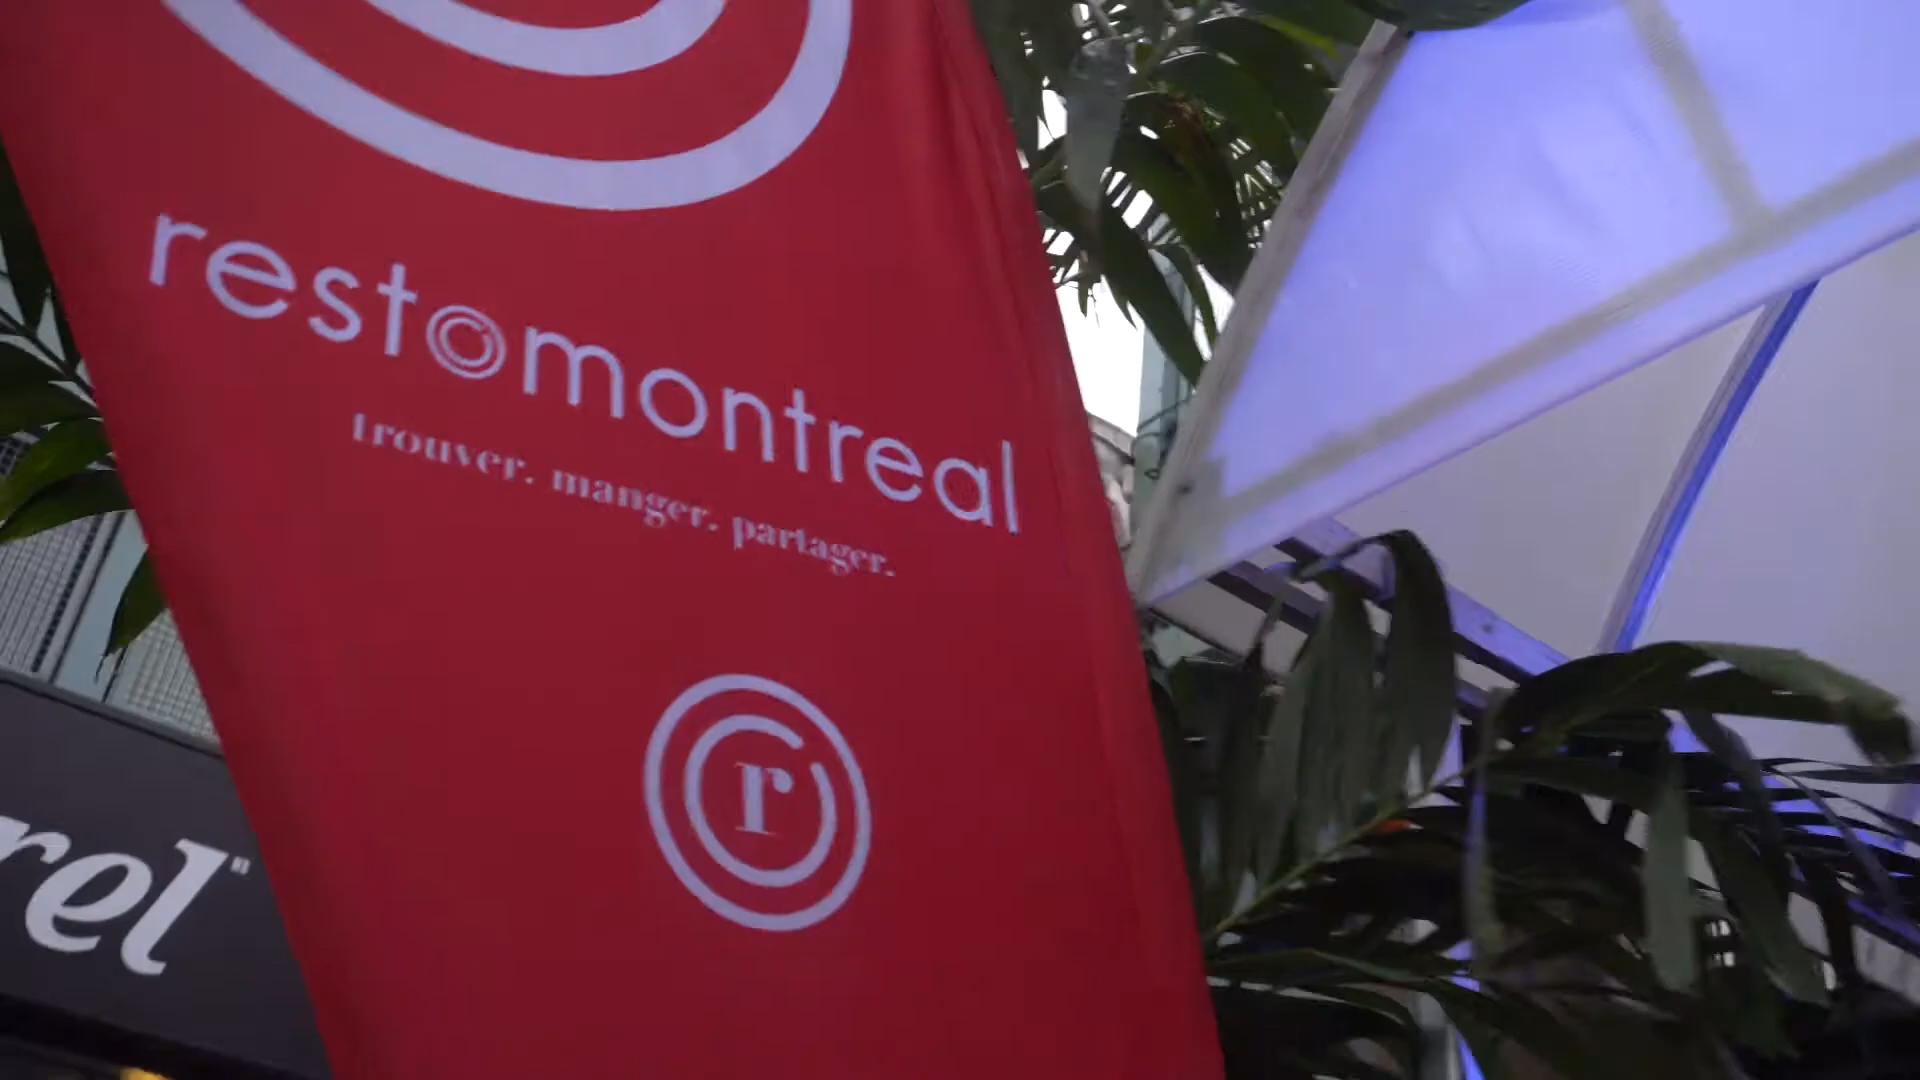 restomontreal
trouver. manger. partager.
r
rel